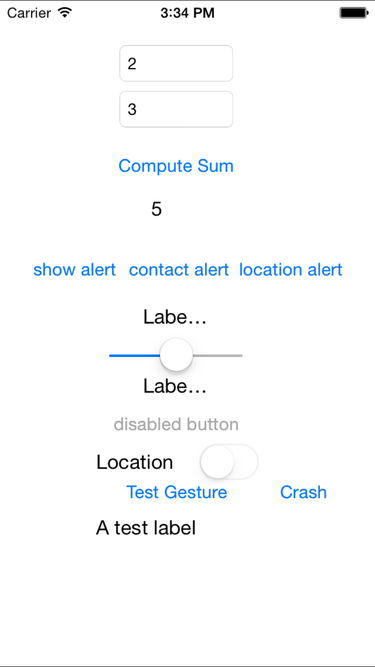 Carrier 3:34 PM
2
3
Compute Sum
5
show alert contact alert location alert
Labe...
Labe...
disabled button
Location
Test Gesture Crash
A test label